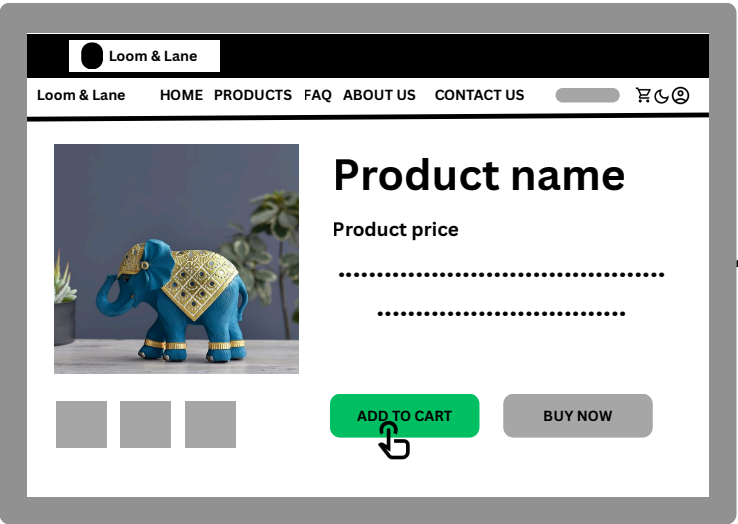 Loom & Lane
Loom & Lane HOME PRODUCTS FAQ ABOUT US CONTACT US
Product name
Product price
ADD TO CART BUY NOW